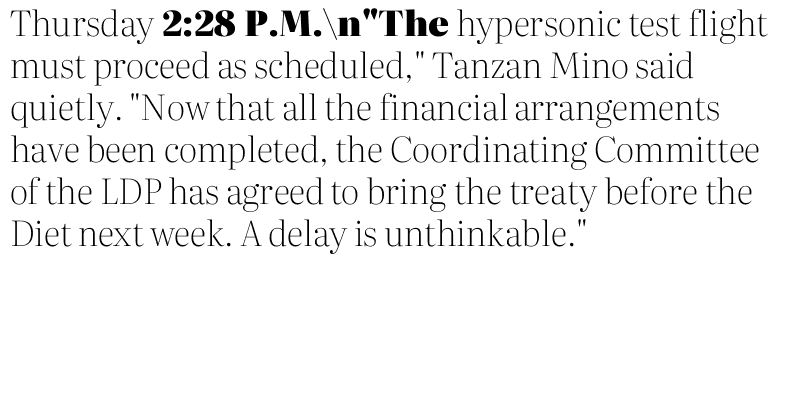 Thursday 2:28 P.M.\n"The hypersonic test flight
must proceed as scheduled," Tanzan Mino said
quietly. "Now that all the financial arrangements
have been completed, the Coordinating Committee
of the LDP has agreed to bring the treaty before the
Diet next week. A delay is unthinkable."